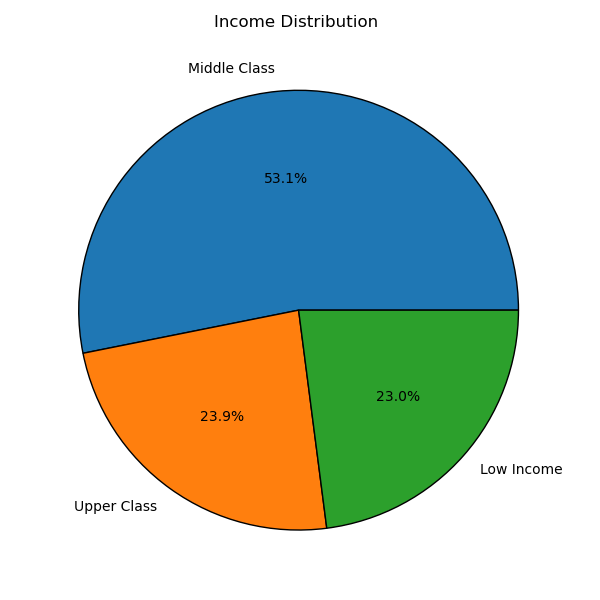 Income Distribution
Middle Class
53.1%
23.9%
23.0%
Upper Class
Low Income